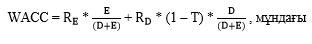 WACC = R_E * E/(D+E) + R_D * (1 – T) * D/(D+E) , мұндағы